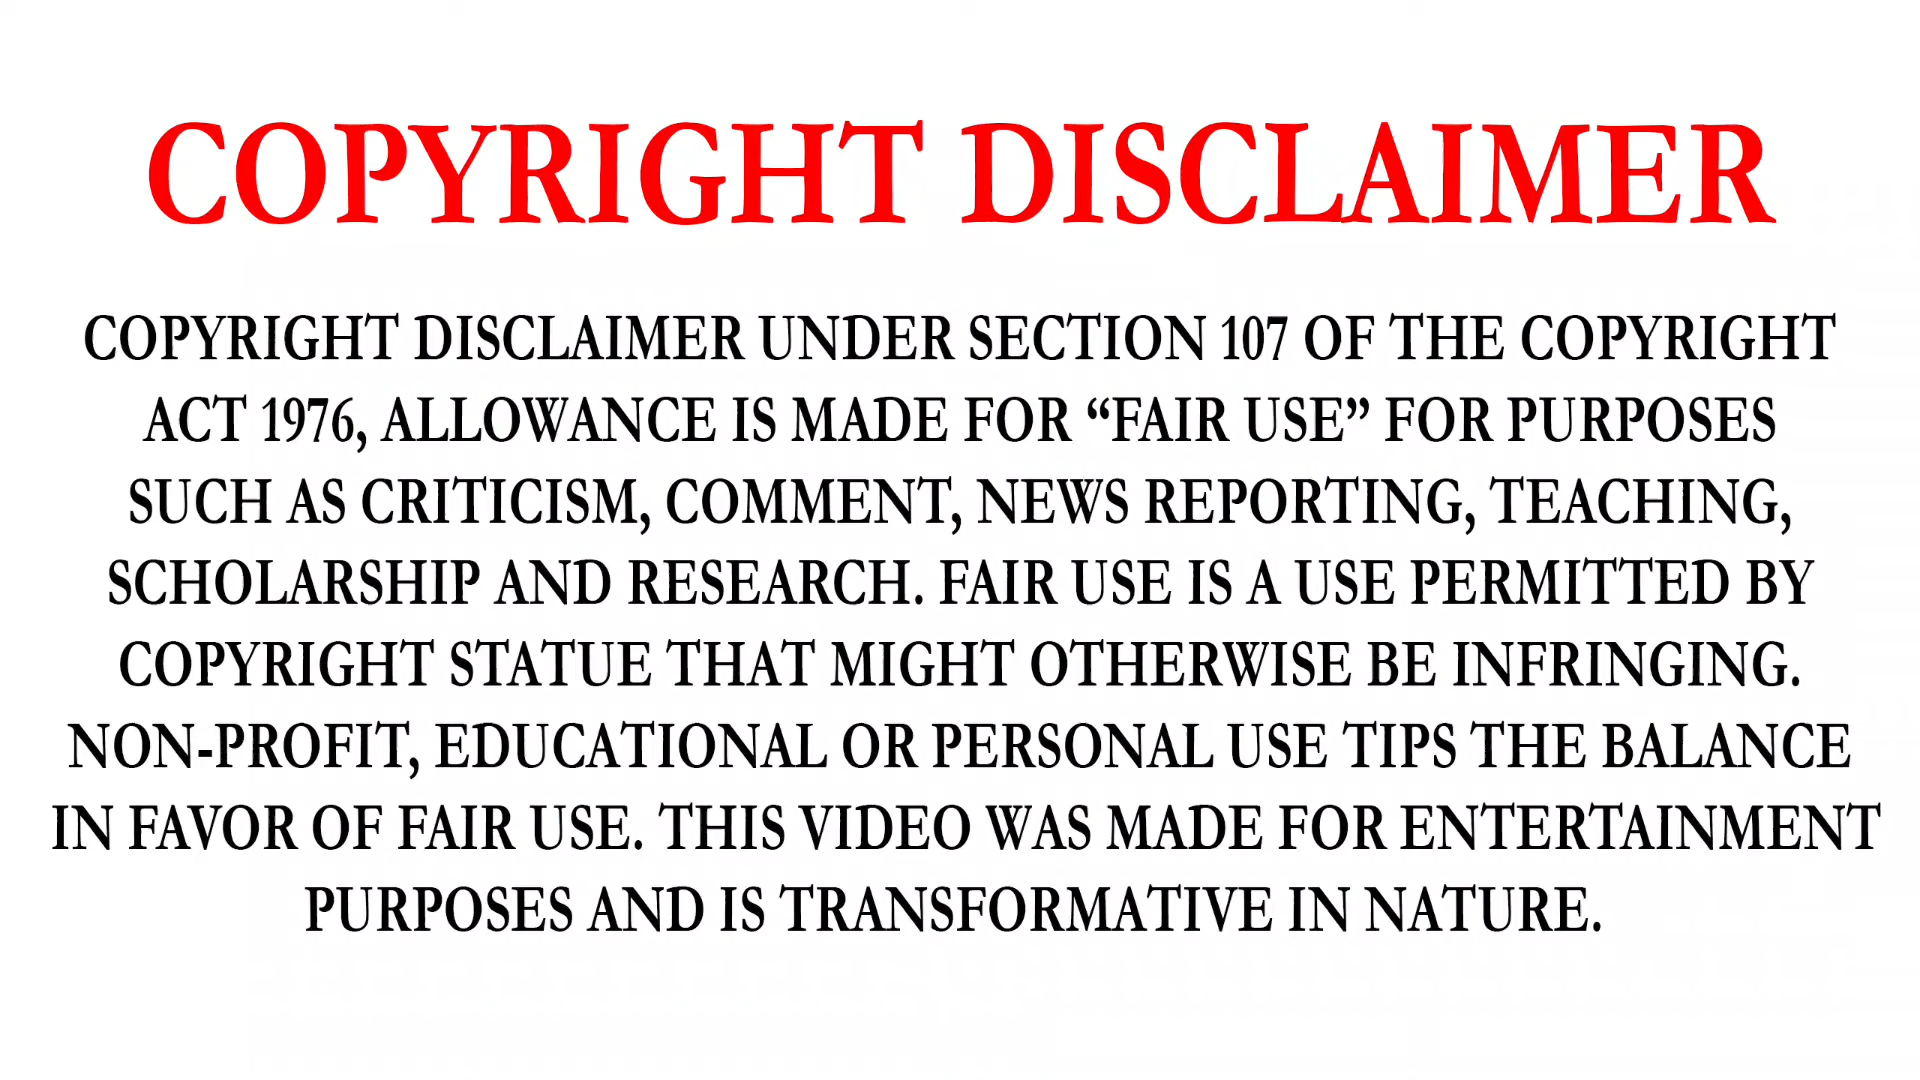 COPYRIGHT DISCLAIMER
COPYRIGHT DISCLAIMER UNDER SECTION 107 OF THE COPYRIGHT
ACT 1976, ALLOWANCE IS MADE FOR “FAIR USE” FOR PURPOSES
SUCH AS CRITICISM, COMMENT, NEWS REPORTING, TEACHING,
SCHOLARSHIP AND RESEARCH. FAIR USE IS A USE PERMITTED BY
COPYRIGHT STATUE THAT MIGHT OTHERWISE BE INFRINGING.
NON-PROFIT, EDUCATIONAL OR PERSONAL USE TIPS THE BALANCE
IN FAVOR OF FAIR USE. THIS VIDEO WAS MADE FOR ENTERTAINMENT
PURPOSES AND IS TRANSFORMATIVE IN NATURE.